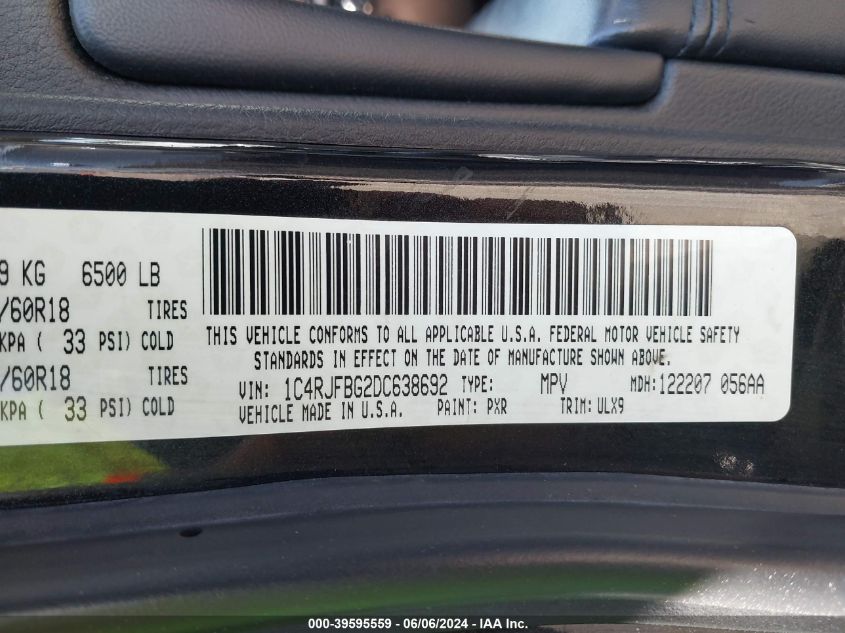 9 KG 6500 LB
/60R18 TIRES
KPA ( 33 PSI) COLD
/60R18 TIRES
KPA ( 33 PSI) COLD
THIS VEHICLE CONFORMS TO ALL APPLICABLE U.S.A. FEDERAL MOTOR VEHICLE SAFETY
STANDARDS IN EFFECT ON THE DATE OF MANUFACTURE SHOWN ABOVE.
VIN: 1C4RJFBG2DC638692 TYPE: MPV MDH: 122207 056AA
VEHICLE MADE IN U.S.A. PAINT: PXR TRIM: ULX9
000-39595559 | 06/06/2024 - IAA Inc.